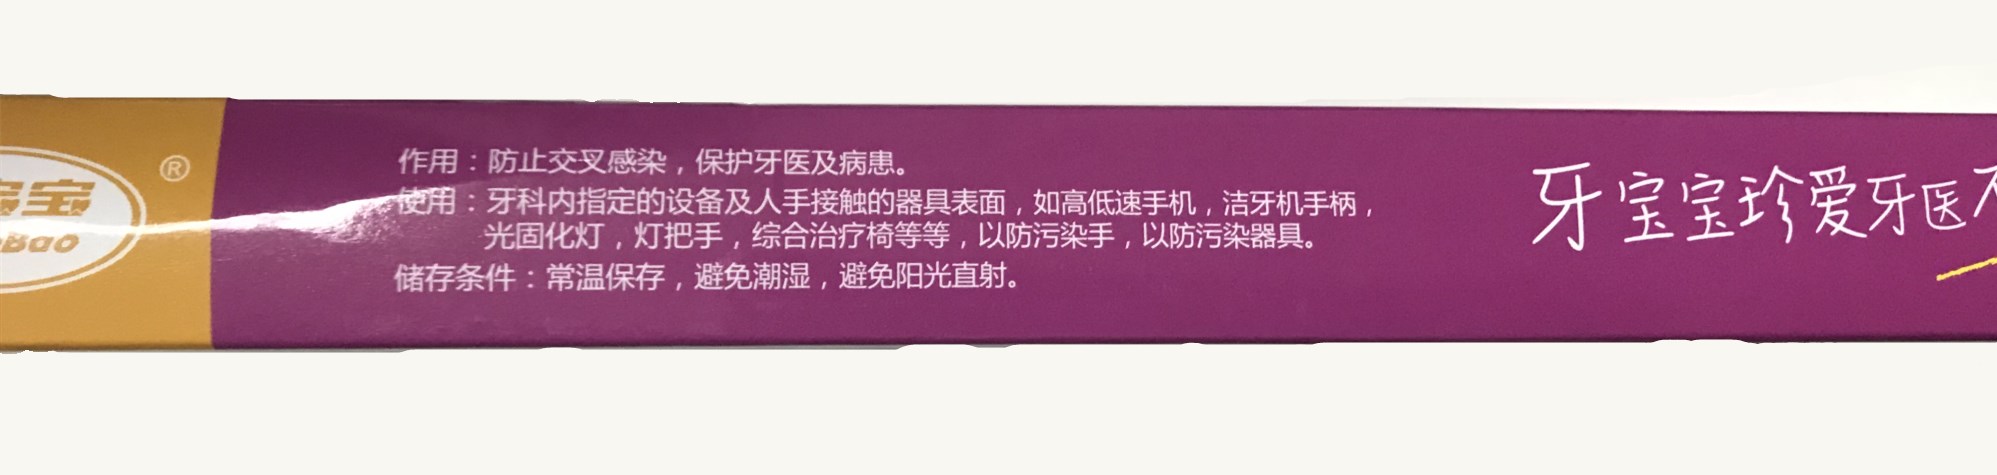 宝
Bao
®
作用：防止交叉感染，保护牙医及病患。
使用：牙科内指定的设备及人手接触的器具表面，如高低速手机，洁牙机手柄，
光固化灯，灯把手，综合治疗椅等等，以防污染手，以防污染器具。
储存条件：常温保存，避免潮湿，避免阳光直射。
牙宝宝珍爱牙医